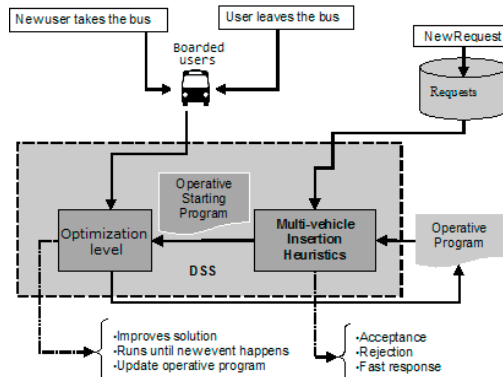 Newuser takes the bus
User leaves the bus
Boarded
users
NewRequest
Requests
Operative
Starting
Program
Optimization
level
Multi-vehicle
Insertion
Heuristics
Operative
Program
DSS
•Improves solution
•Runs until newevent happens
•Update operative program
•Acceptance
•Rejection
•Fast response